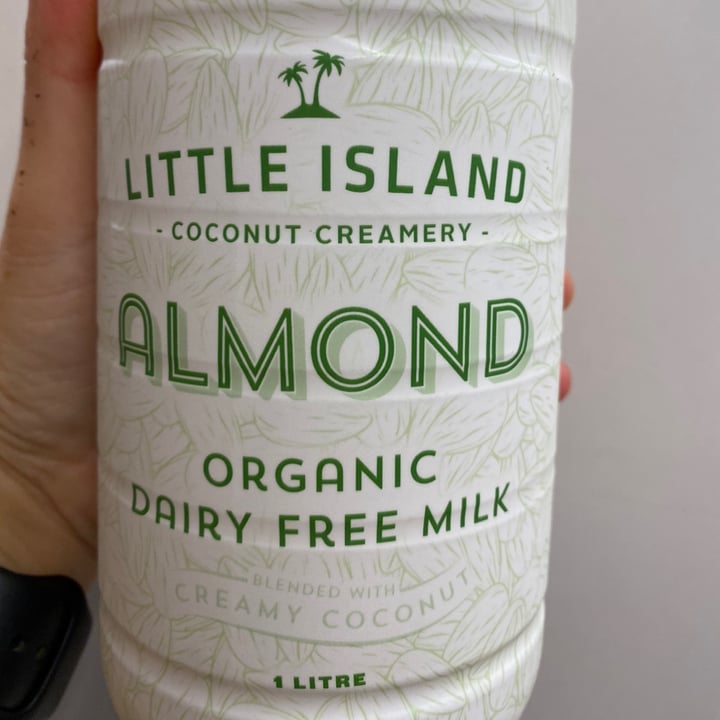 LITTLE ISLAND
- COCONUT CREAMERY -
ALMOND
ORGANIC
DAIRY FREE MILK
BLENDED WITH
CREAMY COCONUT
1 LITRE